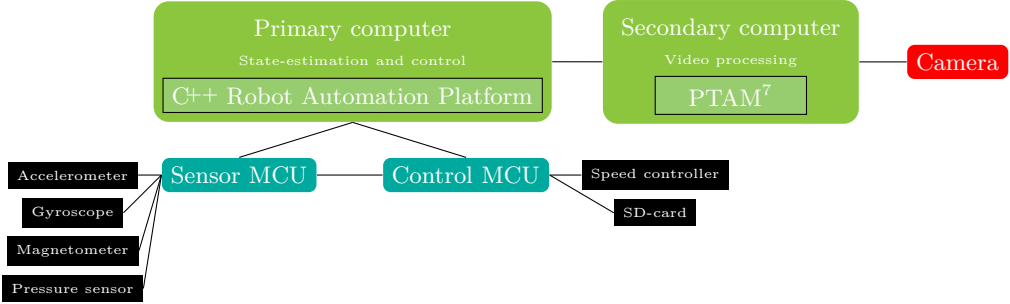 Primary computer
State-estimation and control
C++ Robot Automation Platform
Secondary computer
Video processing
PTAM⁷
Camera
Sensor MCU
Control MCU
Accelerometer
Gyroscope
Magnetometer
Pressure sensor
Speed controller
SD-card